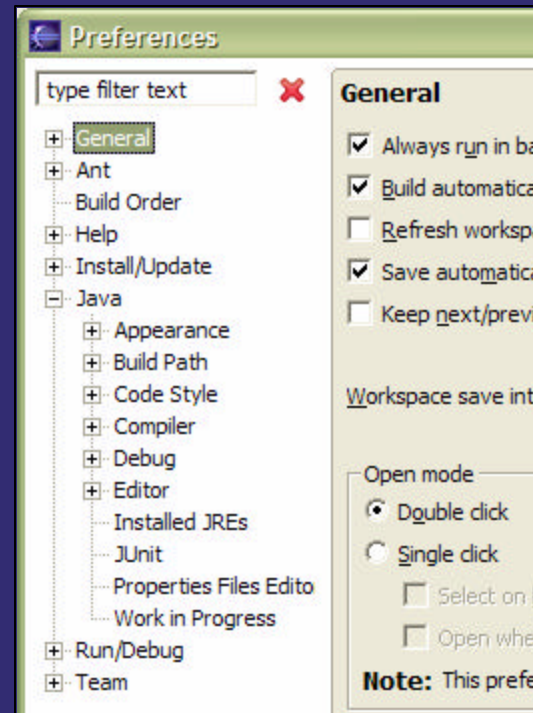 Preferences
type filter text
General
Ant
Build Order
Help
Install/Update
Java
Appearance
Build Path
Code Style
Compiler
Debug
Editor
Installed JREs
JUnit
Properties Files Edito
Work in Progress
Run/Debug
Team
General
Always run in ba
Build automatica
Refresh workspa
Save automatica
Keep next/previ
Workspace save int
Open mode
Double click
Single click
Select on
Open whe
Note: This prefe